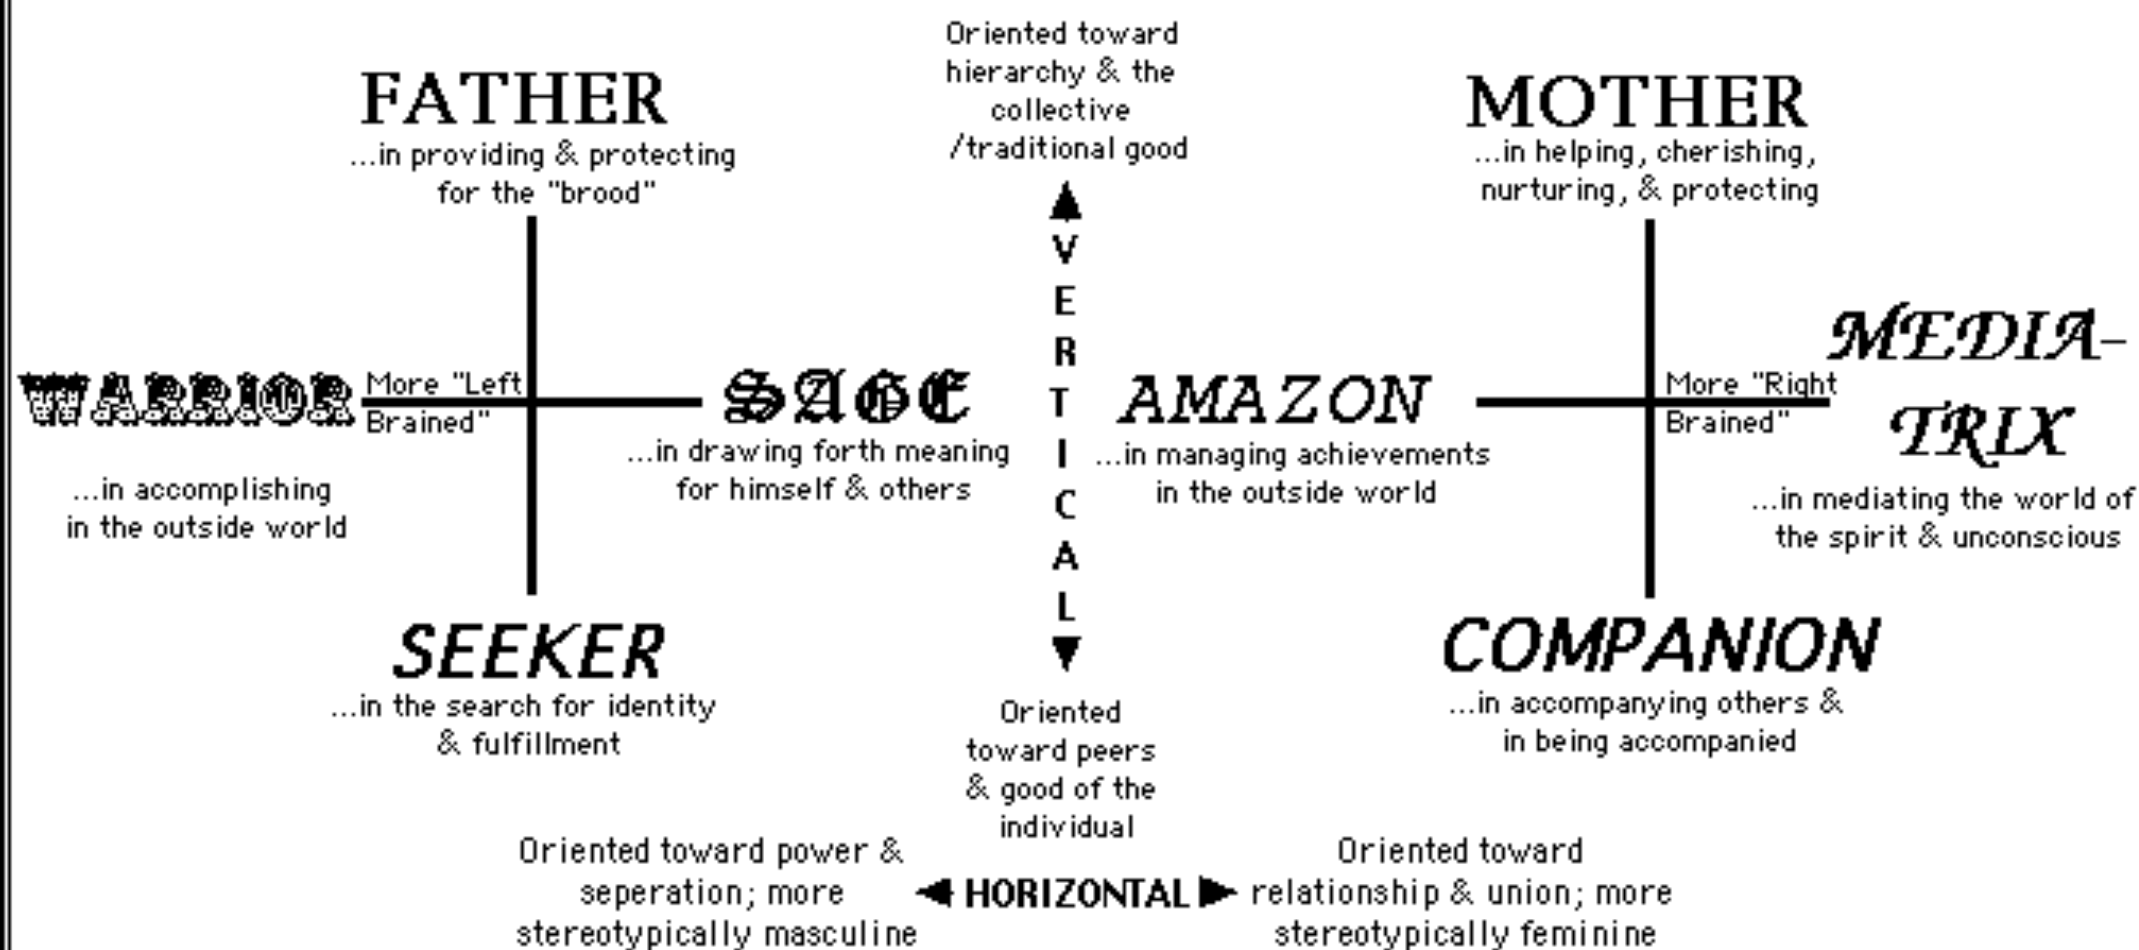 Oriented toward
hierarchy & the
collective
/traditional good
FATHER
...in providing & protecting
for the "brood"
MOTHER
...in helping, cherishing,
nurturing, & protecting
WARRIOR
More "Left
Brained"
...in accomplishing
in the outside world
SAGE
...in drawing forth meaning
for himself & others
VERTICAL
AMAZON
...in managing achievements
in the outside world
More "Right
Brained"
MEDIA-
TRIX
...in mediating the world of
the spirit & unconscious
SEEKER
...in the search for identity
& fulfillment
COMPANION
...in accompanying others &
in being accompanied
Oriented
toward peers
& good of the
individual
Oriented toward power &
seperation; more
stereotypically masculine
HORIZONTAL
Oriented toward
relationship & union; more
stereotypically feminine